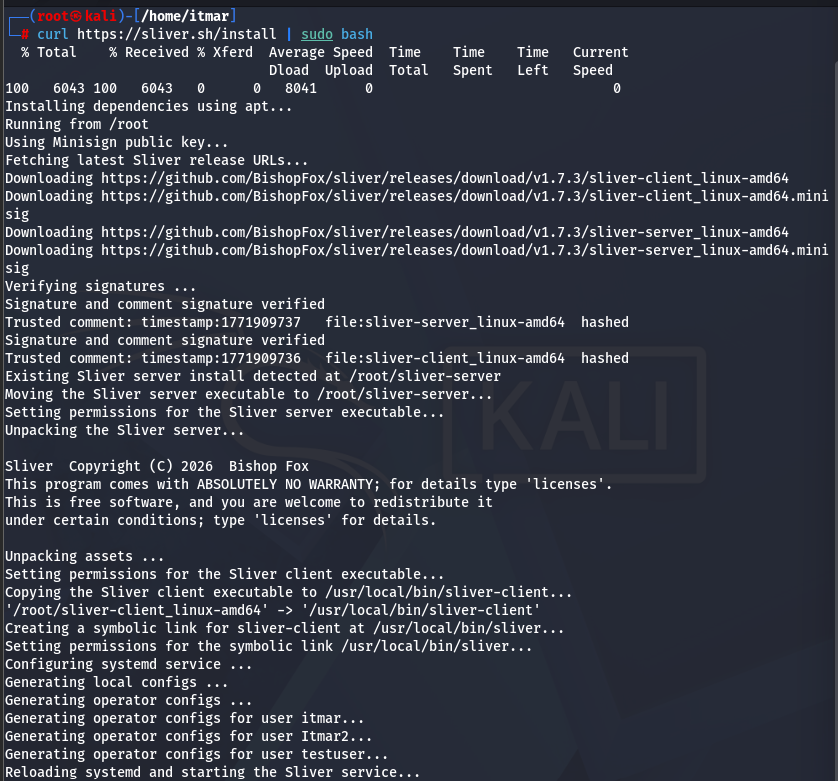 ┌──(root㉿kali)-[/home/itmar]
└─# curl https://sliver.sh/install | sudo bash
  % Total    % Received % Xferd  Average Speed   Time    Time     Time   Current
                                 Dload  Upload   Total   Spent    Left   Speed
100   6043 100   6043   0      0   8041      0                              0
Installing dependencies using apt...
Running from /root
Using Minisign public key...
Fetching latest Sliver release URLs...
Downloading https://github.com/BishopFox/sliver/releases/download/v1.7.3/sliver-client_linux-amd64
Downloading https://github.com/BishopFox/sliver/releases/download/v1.7.3/sliver-client_linux-amd64.mini
sig
Downloading https://github.com/BishopFox/sliver/releases/download/v1.7.3/sliver-server_linux-amd64
Downloading https://github.com/BishopFox/sliver/releases/download/v1.7.3/sliver-server_linux-amd64.mini
sig
Verifying signatures ...
Signature and comment signature verified
Trusted comment: timestamp:1771909737   file:sliver-server_linux-amd64  hashed
Signature and comment signature verified
Trusted comment: timestamp:1771909736   file:sliver-client_linux-amd64  hashed
Existing Sliver server install detected at /root/sliver-server
Moving the Sliver server executable to /root/sliver-server...
Setting permissions for the Sliver server executable...
Unpacking the Sliver server...
KALI
Sliver  Copyright (C) 2026  Bishop Fox
This program comes with ABSOLUTELY NO WARRANTY; for details type 'licenses'.
This is free software, and you are welcome to redistribute it
under certain conditions; type 'licenses' for details.
Unpacking assets ...
Setting permissions for the Sliver client executable...
Copying the Sliver client executable to /usr/local/bin/sliver-client...
'/root/sliver-client_linux-amd64' -> '/usr/local/bin/sliver-client'
Creating a symbolic link for sliver-client at /usr/local/bin/sliver...
Setting permissions for the symbolic link /usr/local/bin/sliver...
Configuring systemd service ...
Generating local configs ...
Generating operator configs ...
Generating operator configs for user itmar...
Generating operator configs for user Itmar2...
Generating operator configs for user testuser...
Reloading systemd and starting the Sliver service...